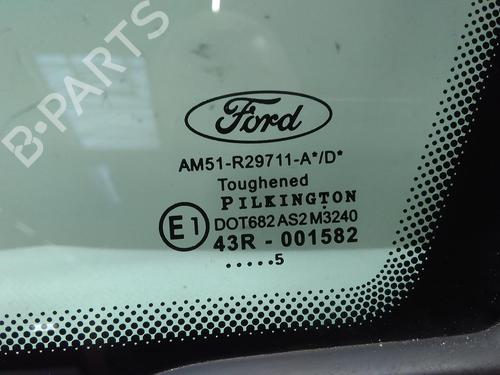 B-PARTS
Ford
AM51-R29711-A*/D*
Toughened
PILKINGTON
E1 DOT682 AS2 M3240
43R - 001582
.....5